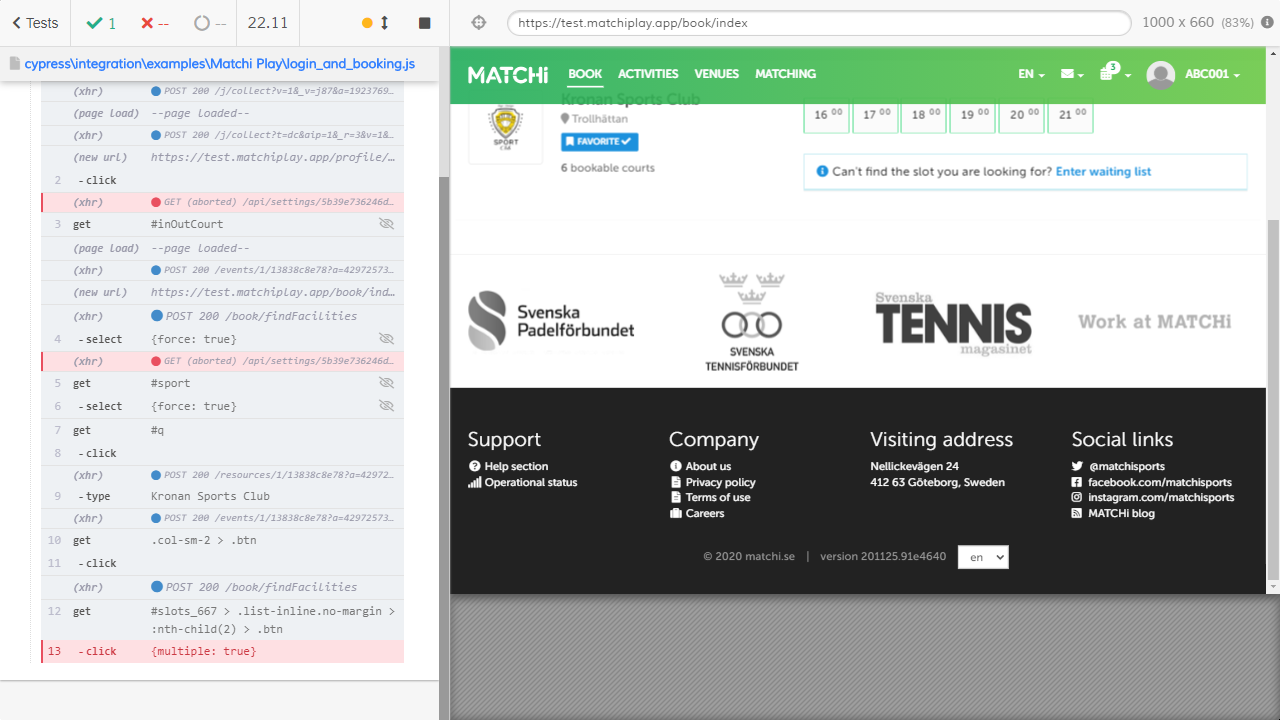 Tests
1
--
--
22.11
https://test.matchiplay.app/book/index
1000 x 660 (83%)
cypress\integration\examples\Matchi Play\login_and_booking.js
(xhr) POST 200 /j/collect?v=1&_v=j87&a=1923769...
(page load) --page loaded--
(xhr) POST 200 /j/collect?t=dc&aip=1&_r=3&v=1&...
(new url) https://test.matchiplay.app/profile/...
2 -click
(xhr) GET (aborted) /api/settings/5b39e736246d...
3 get #inOutCourt
(page load) --page loaded--
(xhr) POST 200 /events/1/13838c8e78?a=42972573...
(new url) https://test.matchiplay.app/book/ind...
(xhr) POST 200 /book/findFacilities
4 -select {force: true}
(xhr) GET (aborted) /api/settings/5b39e736246d...
5 get #sport
6 -select {force: true}
7 get #q
8 -click
(xhr) POST 200 /resources/1/13838c8e78?a=42972...
9 -type Kronan Sports Club
(xhr) POST 200 /events/1/13838c8e78?a=42972573...
10 get .col-sm-2 > .btn
11 -click
(xhr) POST 200 /book/findFacilities
12 get #slots_667 > .list-inline.no-margin >
:nth-child(2) > .btn
13 -click {multiple: true}
MATCHi BOOK ACTIVITIES VENUES MATCHING EN 3 ABC001
Kronan Sports Club
Trollhättan
FAVORITE
6 bookable courts
SPORT
16 00 17 00 18 00 19 00 20 00 21 00
Can't find the slot you are looking for? Enter waiting list
Svenska
Padelförbundet
SVENSKA
TENNISFÖRBUNDET
Svenska
TENNIS
magasinet
Work at MATCHi
Support
Help section
Operational status
Company
About us
Privacy policy
Terms of use
Careers
Visiting address
Nellickevägen 24
412 63 Göteborg, Sweden
Social links
@matchisports
facebook.com/matchisports
instagram.com/matchisports
MATCHi blog
© 2020 matchi.se | version 201125.91e4640 en